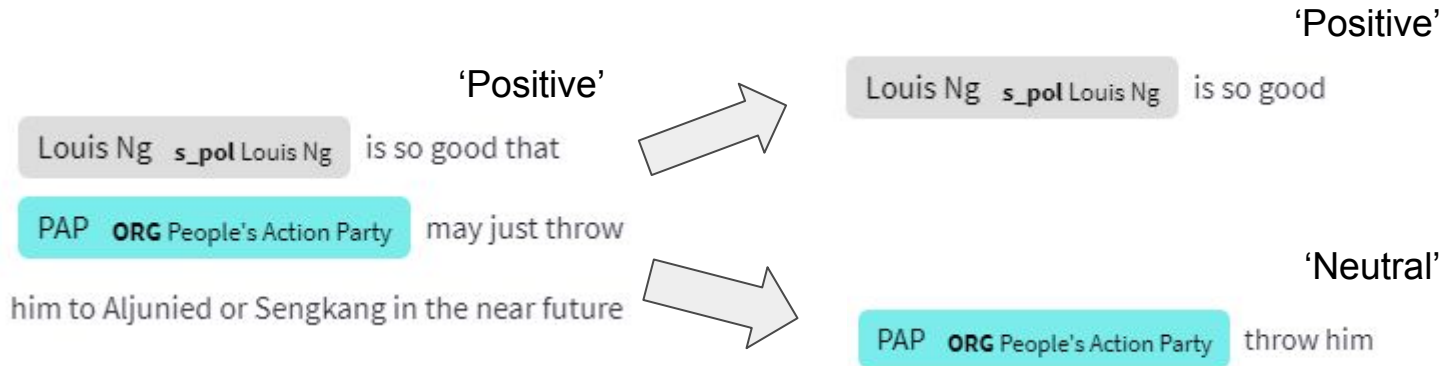 ‘Positive’
Louis Ng s_pol Louis Ng is so good that
PAP ORG People's Action Party may just throw
him to Aljunied or Sengkang in the near future
‘Positive’
Louis Ng s_pol Louis Ng is so good
‘Neutral’
PAP ORG People's Action Party throw him